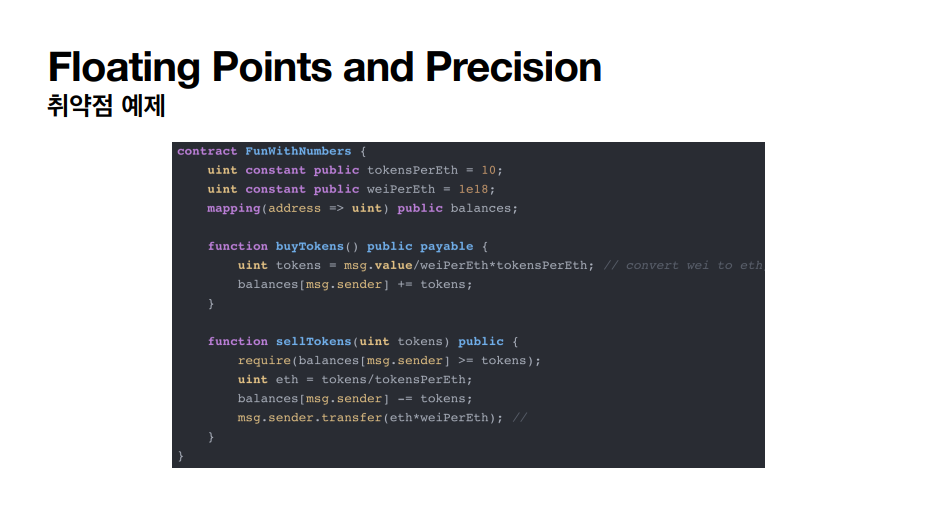 Floating Points and Precision
취약점 예제
contract FunWithNumbers {
    uint constant public tokensPerEth = 10;
    uint constant public weiPerEth = 1e18;
    mapping(address => uint) public balances;

    function buyTokens() public payable {
        uint tokens = msg.value/weiPerEth*tokensPerEth; // convert wei to eth
        balances[msg.sender] += tokens;
    }

    function sellTokens(uint tokens) public {
        require(balances[msg.sender] >= tokens);
        uint eth = tokens/tokensPerEth;
        balances[msg.sender] -= tokens;
        msg.sender.transfer(eth*weiPerEth); //
    }
}